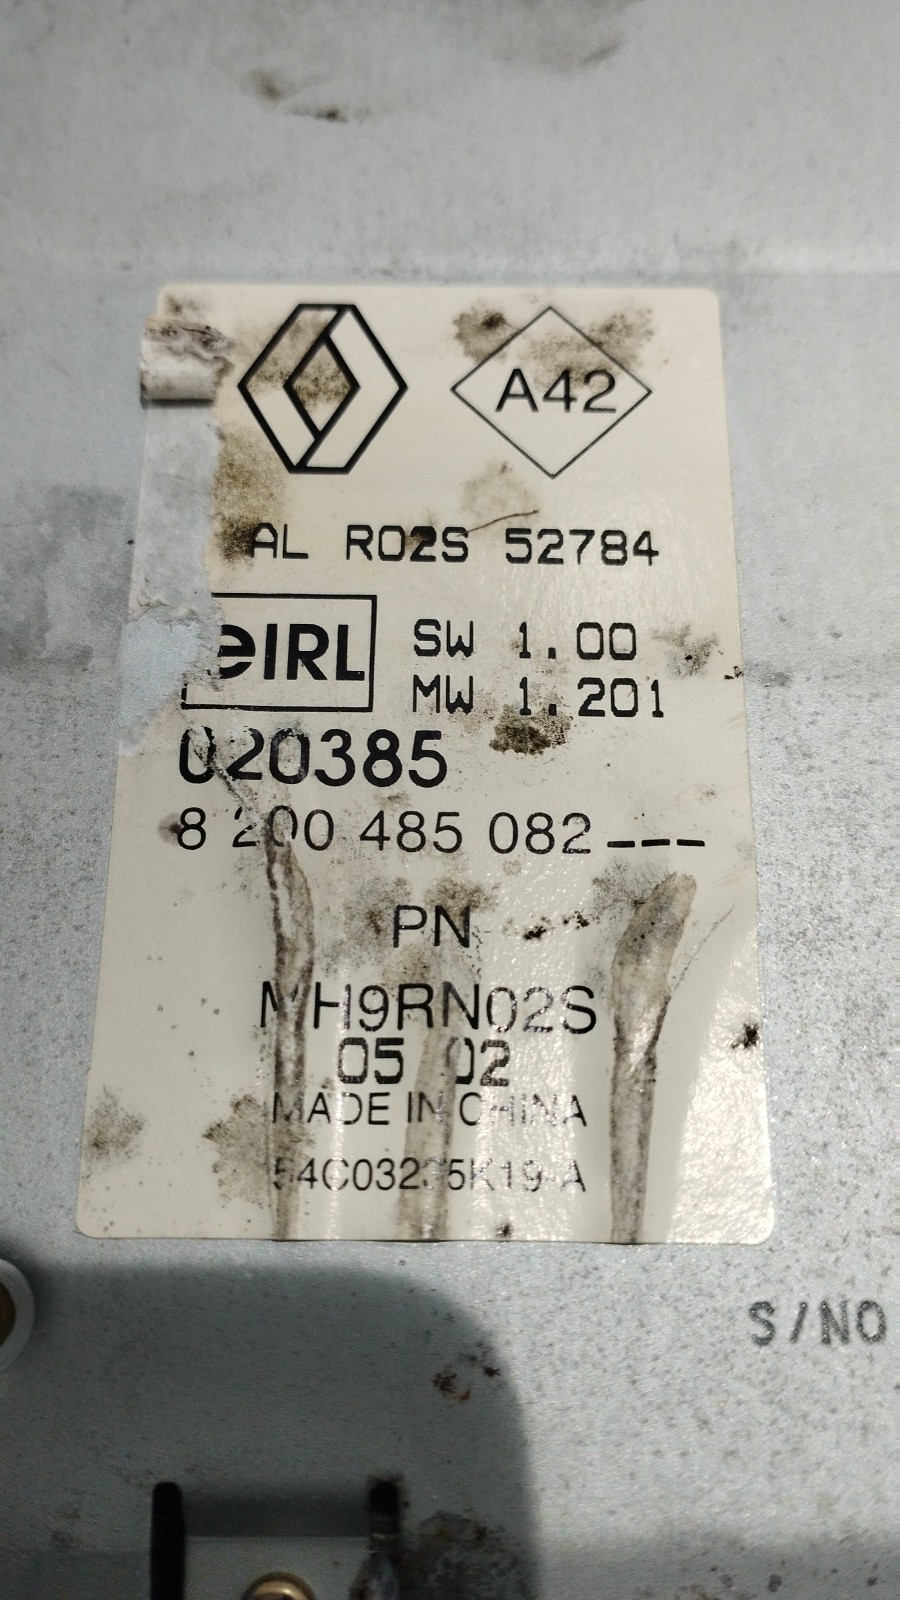 A42
AL R02S 52784
eIRL
SW 1.00
MW 1.201
020385
8 200 485 082---
PN
MH9RN02S
05 02
MADE IN CHINA
S/NO